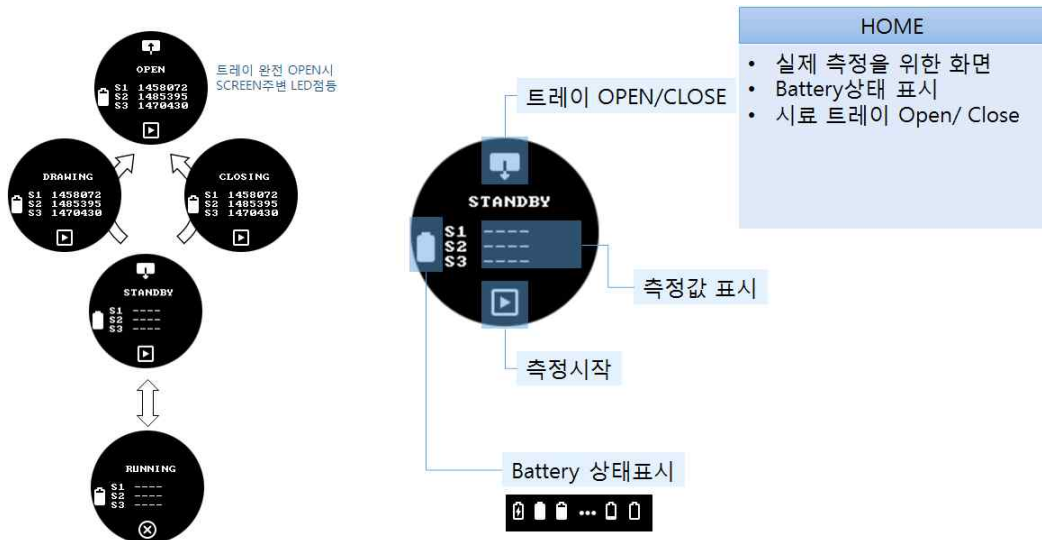 OPEN
S1 1458072
S2 1485395
S3 1470430
트레이 완전 OPEN시
SCREEN주변 LED점등
DRAWING
S1 1458072
S2 1485395
S3 1470430
CLOSING
S1 1458072
S2 1485395
S3 1470430
STANDBY
S1 ----
S2 ----
S3 ----
RUNNING
S1 ----
S2 ----
S3 ----
트레이 OPEN/CLOSE
STANDBY
S1 ----
S2 ----
S3 ----
측정값 표시
측정시작
Battery 상태표시
HOME
• 실제 측정을 위한 화면
• Battery상태 표시
• 시료 트레이 Open/ Close